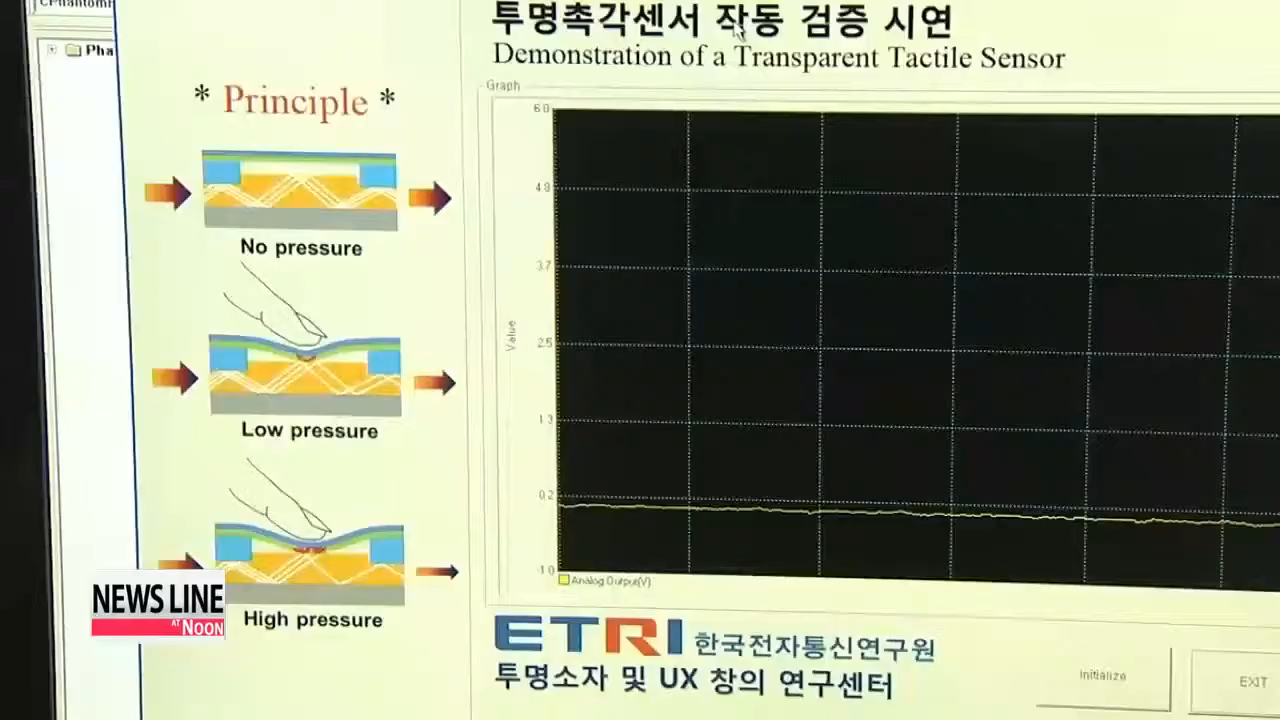 Pha
투명촉각센서 작동 검증 시연
Demonstration of a Transparent Tactile Sensor
* Principle *
No pressure
Low pressure
High pressure
Graph
6.0
4.8
3.7
2.5
1.3
0.2
-1.0
Value
Analog Output(V)
ETRI 한국전자통신연구원
투명소자 및 UX 창의 연구센터
Initialize
EXIT
NEWS LINE
AT NOON